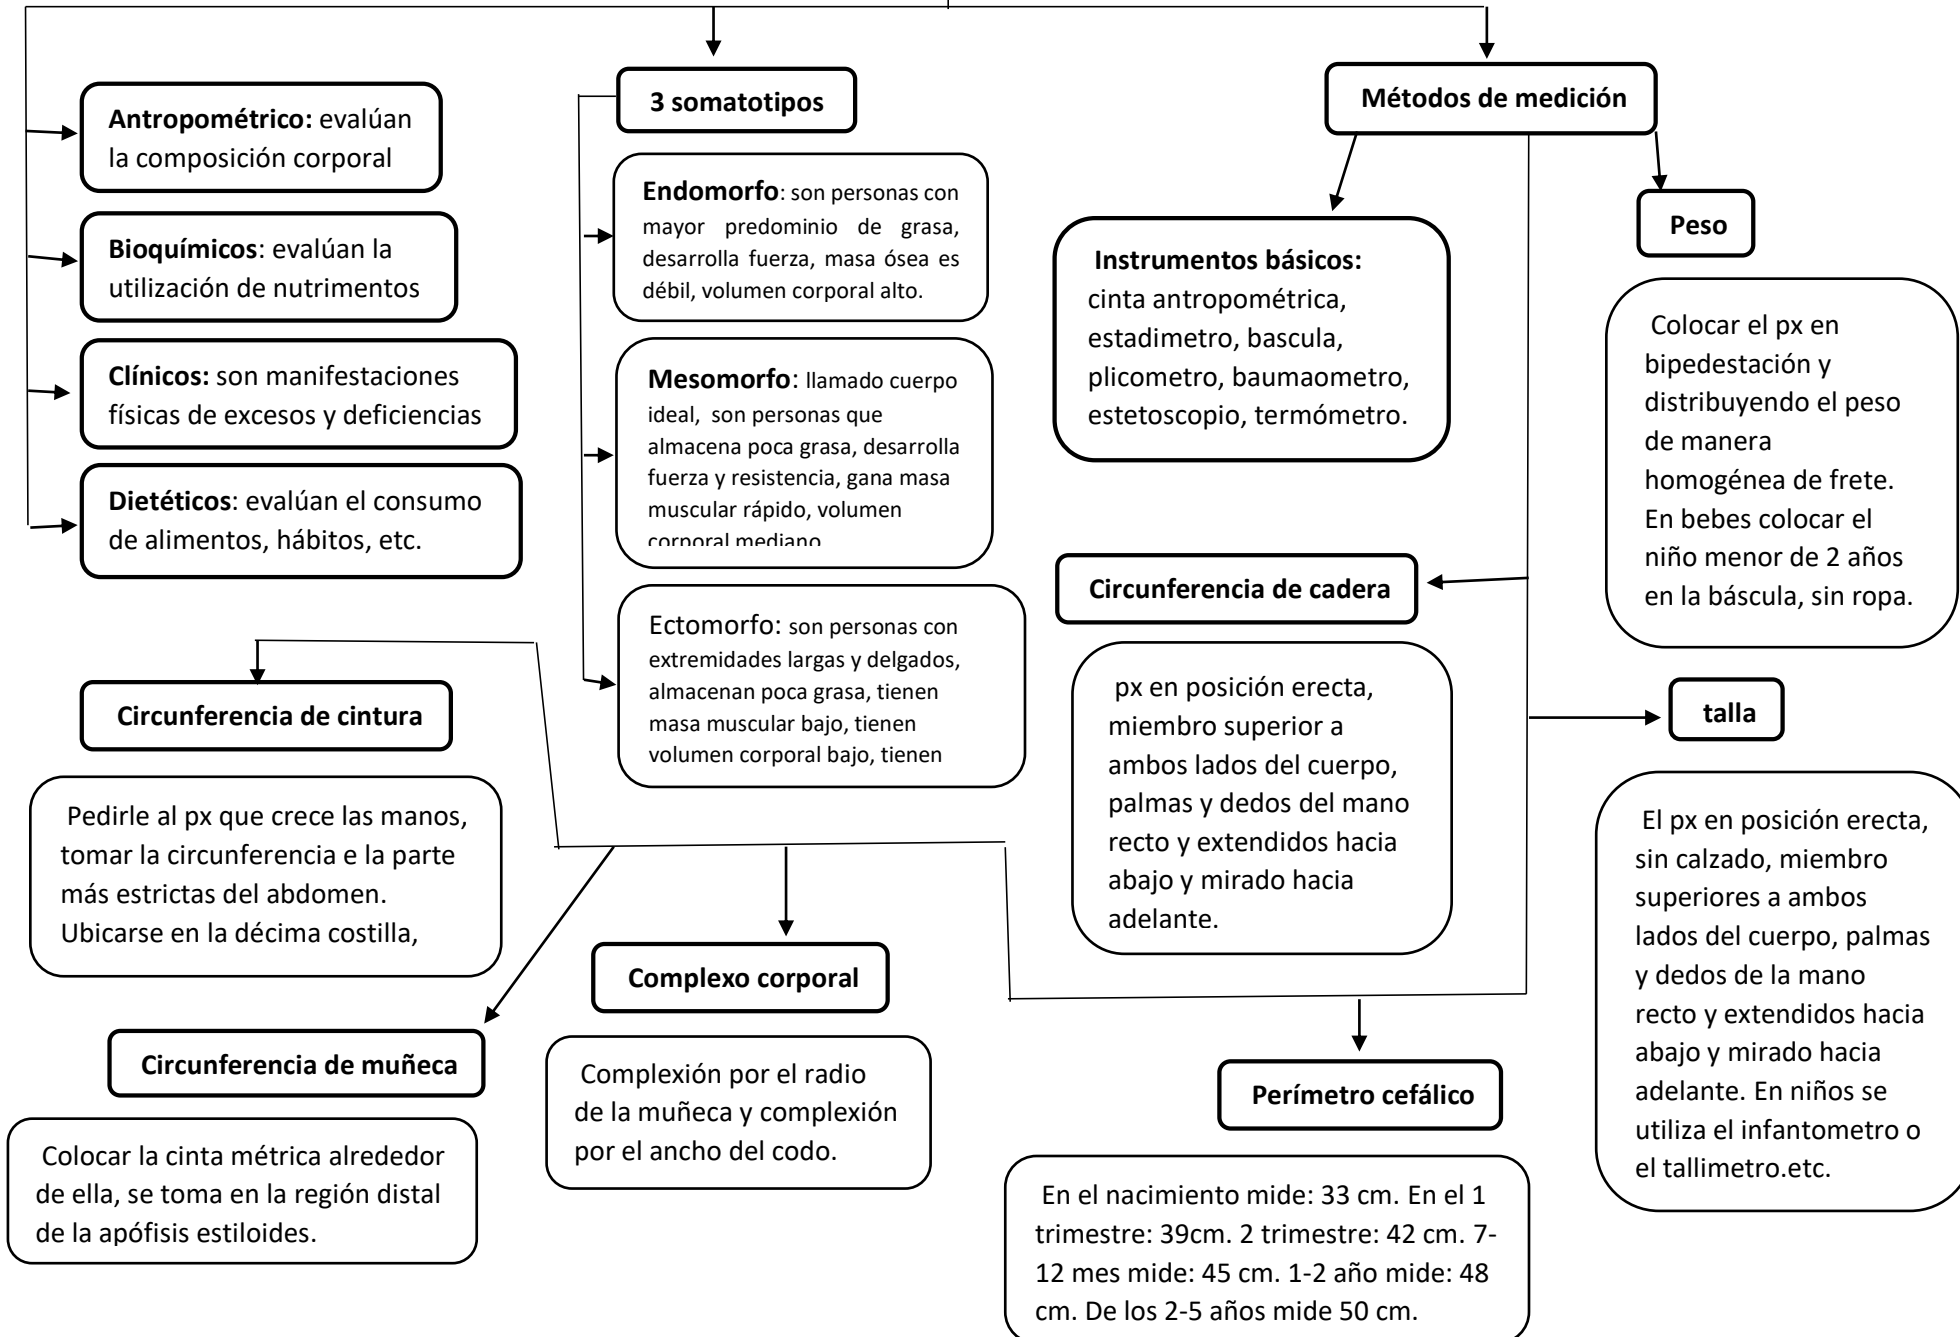 Antropométrico: evalúan
la composición corporal
Bioquímicos: evalúan la
utilización de nutrimentos
Clínicos: son manifestaciones
físicas de excesos y deficiencias
Dietéticos: evalúan el consumo
de alimentos, hábitos, etc.
3 somatotipos
Endomorfo: son personas con
mayor predominio de grasa,
desarrolla fuerza, masa ósea es
débil, volumen corporal alto.
Mesomorfo: llamado cuerpo
ideal, son personas que
almacena poca grasa, desarrolla
fuerza y resistencia, gana masa
muscular rápido, volumen
corporal mediano
Ectomorfo: son personas con
extremidades largas y delgados,
almacenan poca grasa, tienen
masa muscular bajo, tienen
volumen corporal bajo, tienen
Métodos de medición
Instrumentos básicos:
cinta antropométrica,
estadimetro, bascula,
plicometro, baumaometro,
estetoscopio, termómetro.
Peso
Colocar el px en
bipedestación y
distribuyendo el peso
de manera
homogénea de frete.
En bebes colocar el
niño menor de 2 años
en la báscula, sin ropa.
Circunferencia de cadera
px en posición erecta,
miembro superior a
ambos lados del cuerpo,
palmas y dedos del mano
recto y extendidos hacia
abajo y mirado hacia
adelante.
talla
El px en posición erecta,
sin calzado, miembro
superiores a ambos
lados del cuerpo, palmas
y dedos de la mano
recto y extendidos hacia
abajo y mirado hacia
adelante. En niños se
utiliza el infantometro o
el tallimetro.etc.
Circunferencia de cintura
Pedirle al px que crece las manos,
tomar la circunferencia e la parte
más estrictas del abdomen.
Ubicarse en la décima costilla,
Circunferencia de muñeca
Colocar la cinta métrica alrededor
de ella, se toma en la región distal
de la apófisis estiloides.
Complexo corporal
Complexión por el radio
de la muñeca y complexión
por el ancho del codo.
Perímetro cefálico
En el nacimiento mide: 33 cm. En el 1
trimestre: 39cm. 2 trimestre: 42 cm. 7-
12 mes mide: 45 cm. 1-2 año mide: 48
cm. De los 2-5 años mide 50 cm.